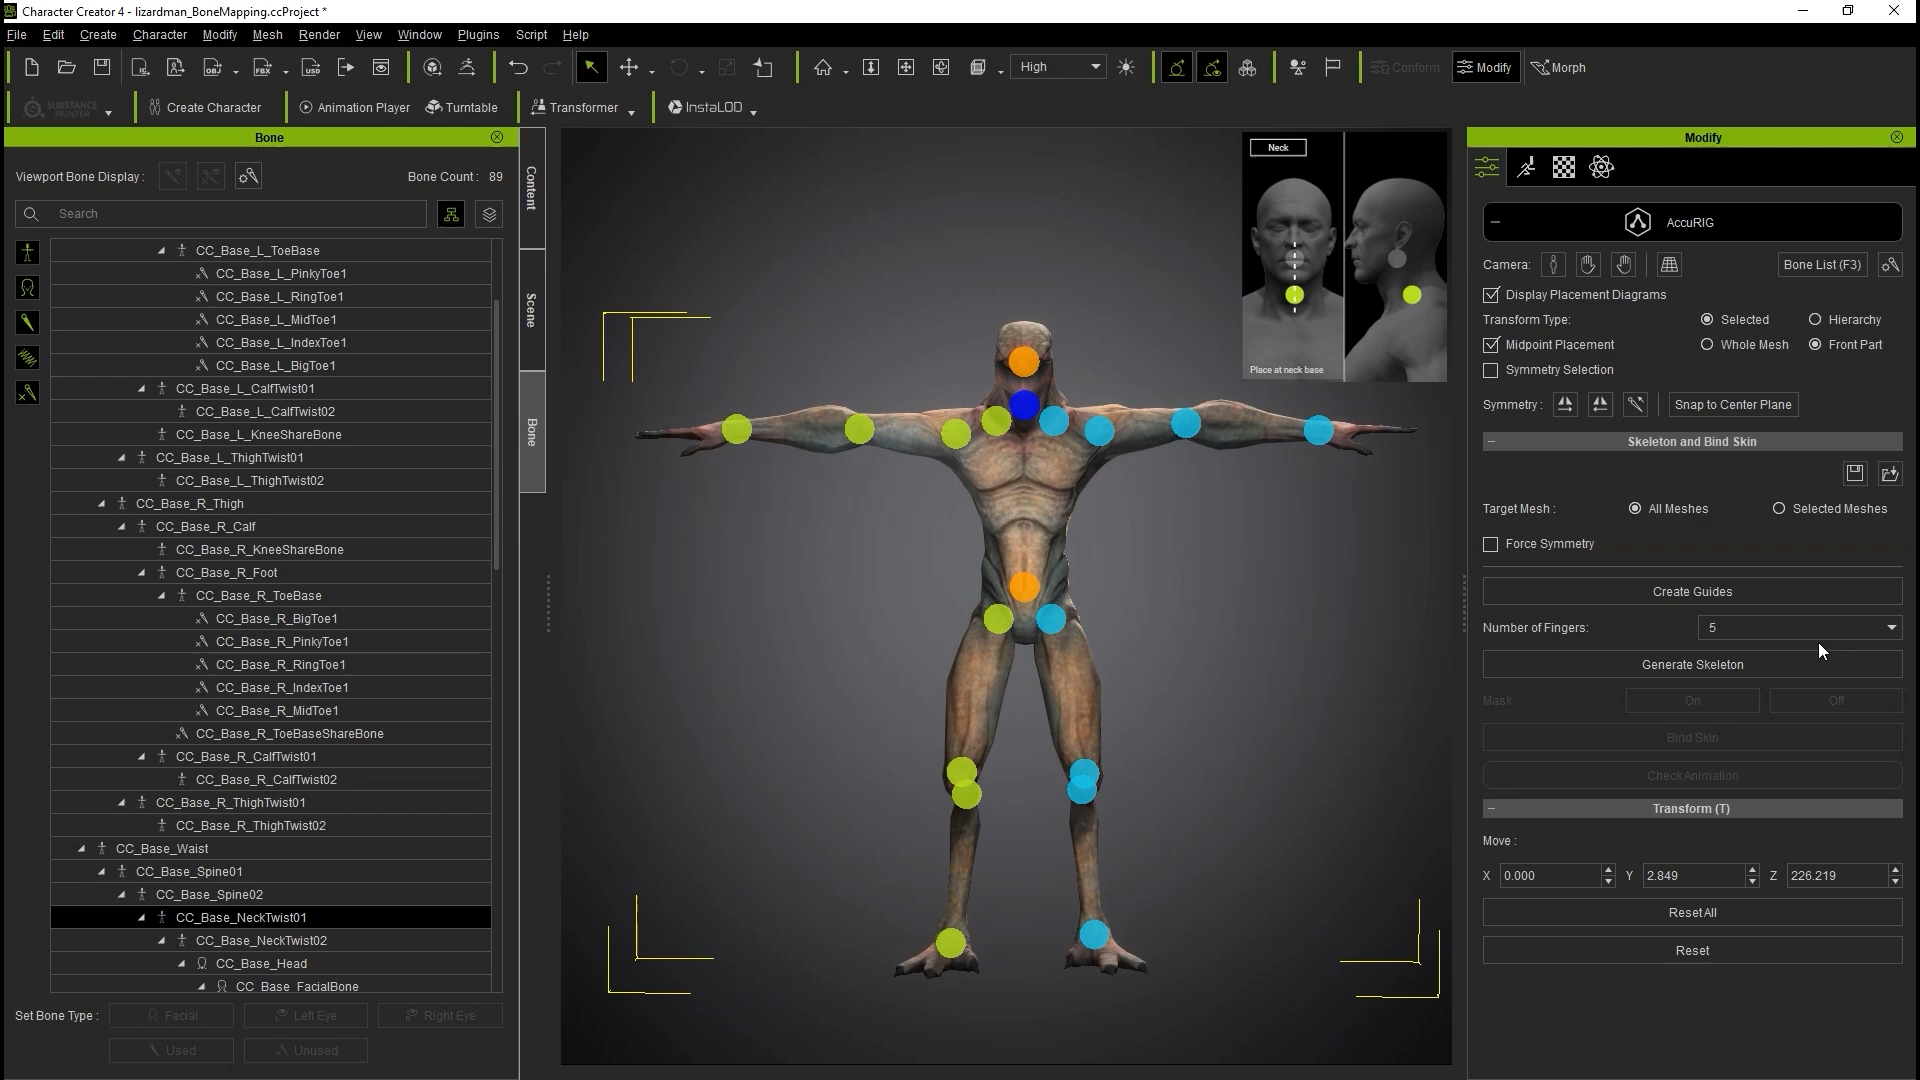 Character Creator 4 - lizardman_BoneMapping.ccProject *
File Edit Create Character Modify Mesh Render View Window Plugins Script Help
High
Conform Modify Morph
SUBSTANCE PAINTER
Create Character
Animation Player
Turntable
Transformer
InstaLOD
Bone
Viewport Bone Display :
Bone Count : 89
Search
CC_Base_L_ToeBase
CC_Base_L_PinkyToe1
CC_Base_L_RingToe1
CC_Base_L_MidToe1
CC_Base_L_IndexToe1
CC_Base_L_BigToe1
CC_Base_L_CalfTwist01
CC_Base_L_CalfTwist02
CC_Base_L_KneeShareBone
CC_Base_L_ThighTwist01
CC_Base_L_ThighTwist02
CC_Base_R_Thigh
CC_Base_R_Calf
CC_Base_R_KneeShareBone
CC_Base_R_Foot
CC_Base_R_ToeBase
CC_Base_R_BigToe1
CC_Base_R_PinkyToe1
CC_Base_R_RingToe1
CC_Base_R_IndexToe1
CC_Base_R_MidToe1
CC_Base_R_ToeBaseShareBone
CC_Base_R_CalfTwist01
CC_Base_R_CalfTwist02
CC_Base_R_ThighTwist01
CC_Base_R_ThighTwist02
CC_Base_Waist
CC_Base_Spine01
CC_Base_Spine02
CC_Base_NeckTwist01
CC_Base_NeckTwist02
CC_Base_Head
CC_Base_FacialBone
Set Bone Type : Facial Left Eye Right Eye
Used Unused
Content
Scene
Bone
Neck
Place at neck base
Modify
AccuRIG
Camera: Bone List (F3)
Display Placement Diagrams
Transform Type: Selected Hierarchy
Midpoint Placement Whole Mesh Front Part
Symmetry Selection
Symmetry : Snap to Center Plane
Skeleton and Bind Skin
Target Mesh : All Meshes Selected Meshes
Force Symmetry
Create Guides
Number of Fingers: 5
Generate Skeleton
Mask On Off
Bind Skin
Check Animation
Transform (T)
Move :
X 0.000 Y 2.849 Z 226.219
Reset All
Reset